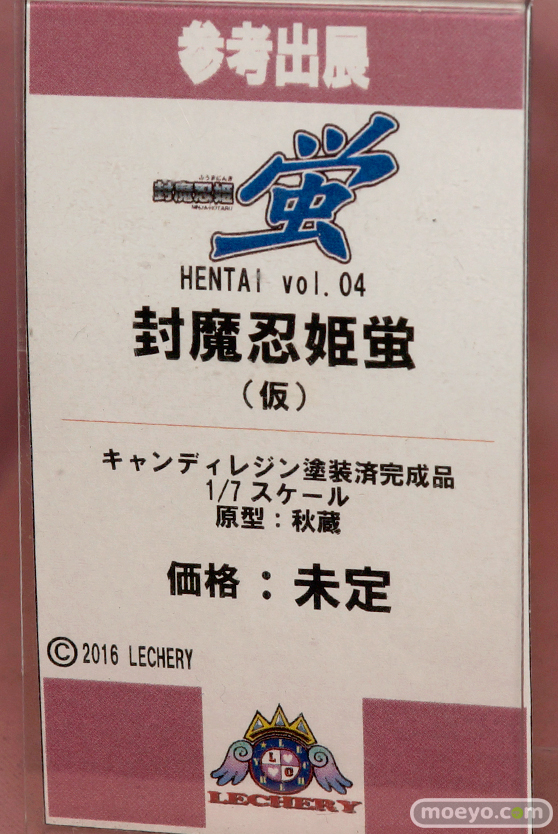 参考出展
ふうまにんき
封魔忍姫
NINJA HOTARU
蛍
HENTAI vol.04
封魔忍姫蛍
(仮)
キャンディレジン塗装済完成品
1/7スケール
原型:秋蔵
価格:未定
©2016 LECHERY
LECHERY
moeyo.com